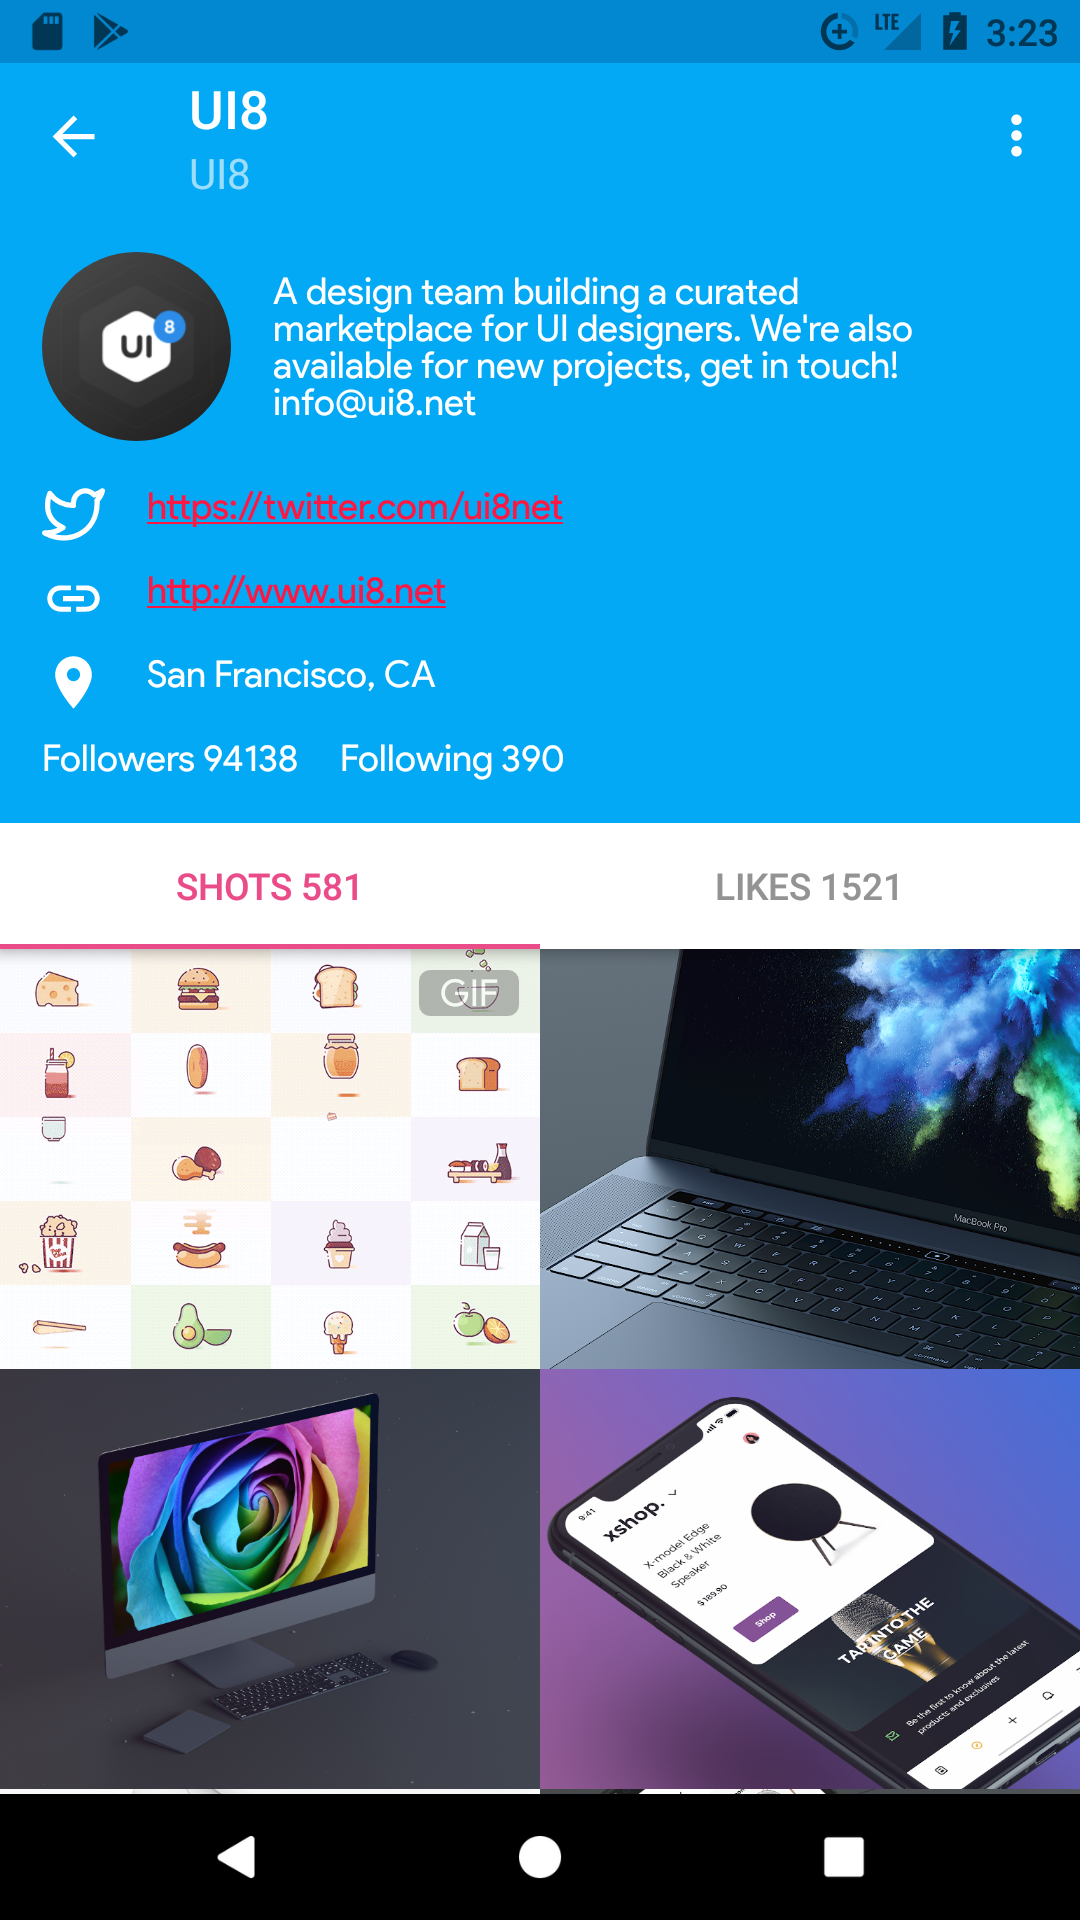 LTE 3:23
UI8
UI8
UI 8
A design team building a curated
marketplace for UI designers. We're also
available for new projects, get in touch!
info@ui8.net
https://twitter.com/ui8net
http://www.ui8.net
San Francisco, CA
Followers 94138 Following 390
SHOTS 581 LIKES 1521
GIF
MacBook Pro
9:41
xshop.
X-model Edge
Black & White
Speaker
$189.90
Shop
TAP INTO THE
GAME
Be the first to know about the latest
products and exclusives